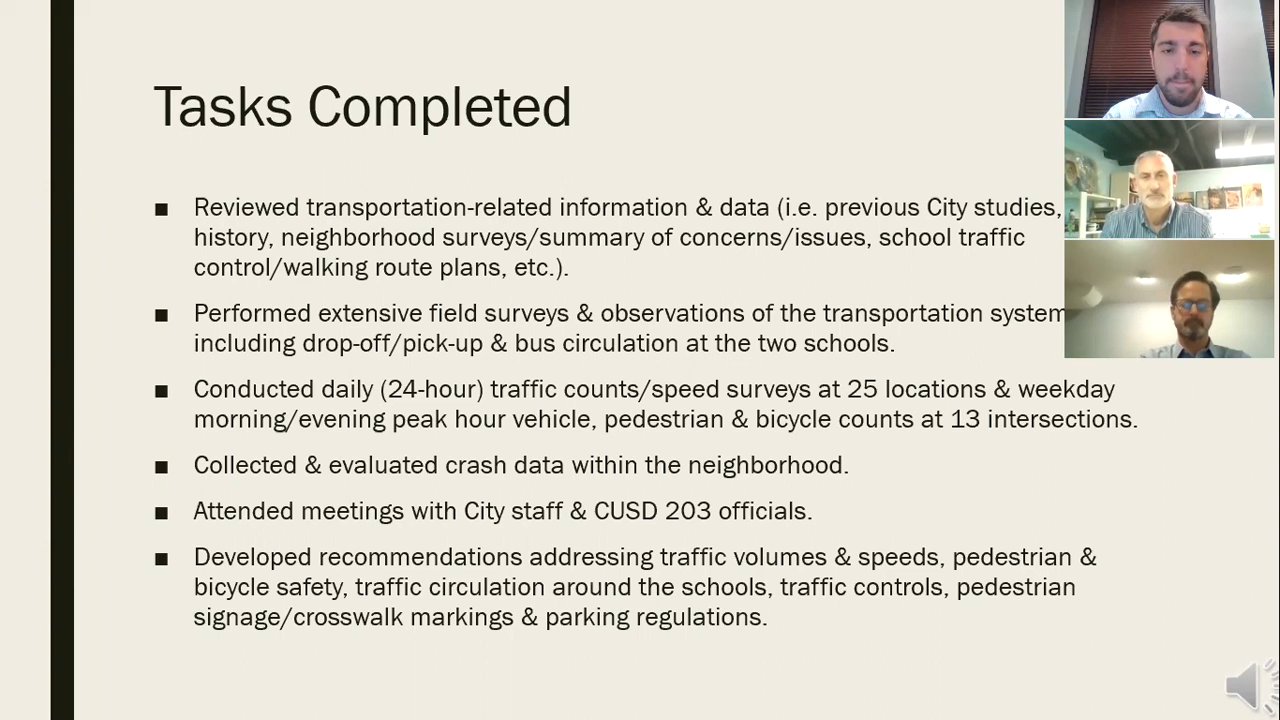 Tasks Completed
■ Reviewed transportation-related information & data (i.e. previous City studies,
history, neighborhood surveys/summary of concerns/issues, school traffic
control/walking route plans, etc.).
■ Performed extensive field surveys & observations of the transportation system
including drop-off/pick-up & bus circulation at the two schools.
■ Conducted daily (24-hour) traffic counts/speed surveys at 25 locations & weekday
morning/evening peak hour vehicle, pedestrian & bicycle counts at 13 intersections.
■ Collected & evaluated crash data within the neighborhood.
■ Attended meetings with City staff & CUSD 203 officials.
■ Developed recommendations addressing traffic volumes & speeds, pedestrian &
bicycle safety, traffic circulation around the schools, traffic controls, pedestrian
signage/crosswalk markings & parking regulations.